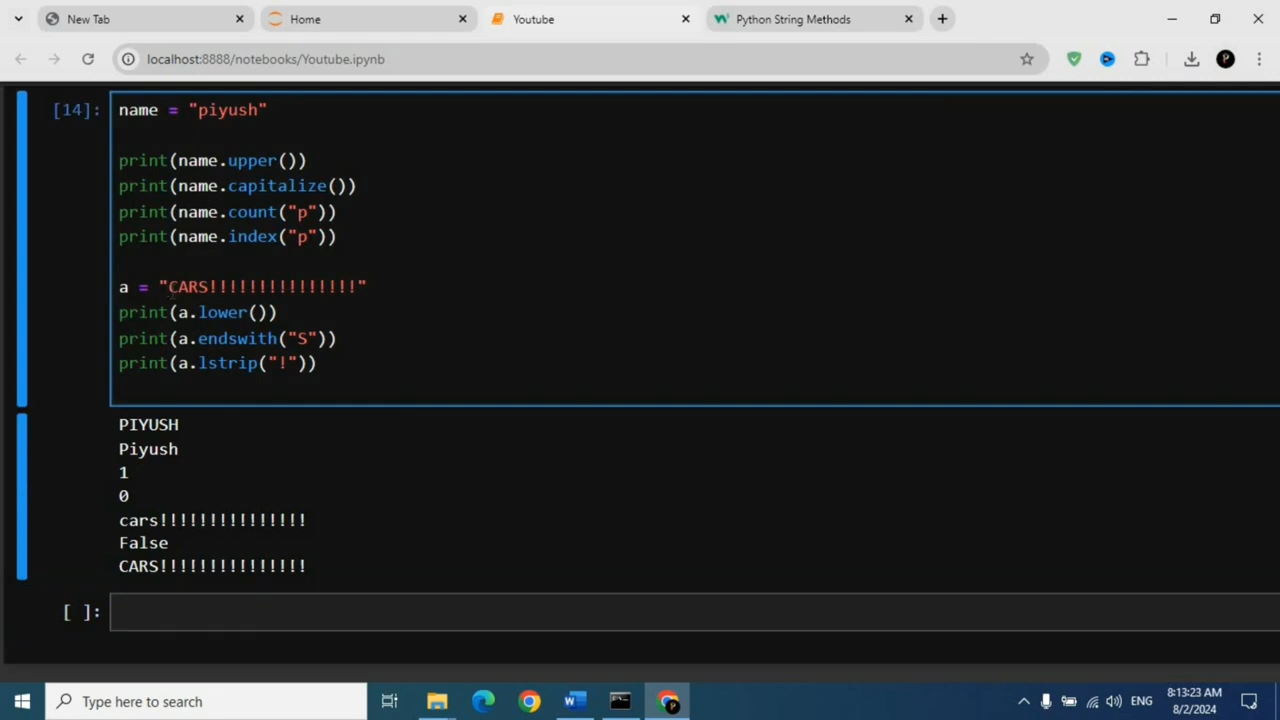 New Tab
Home
Youtube
Python String Methods
localhost:8888/notebooks/Youtube.ipynb
[14]:
name = "piyush"
print(name.upper())
print(name.capitalize())
print(name.count("p"))
print(name.index("p"))
a = "CARS!!!!!!!!!!!!!!!"
print(a.lower())
print(a.endswith("S"))
print(a.lstrip("!"))
PIYUSH
Piyush
1
0
cars!!!!!!!!!!!!!!!
False
CARS!!!!!!!!!!!!!!!
[ ]:
Type here to search
ENG
8:13:23 AM
8/2/2024